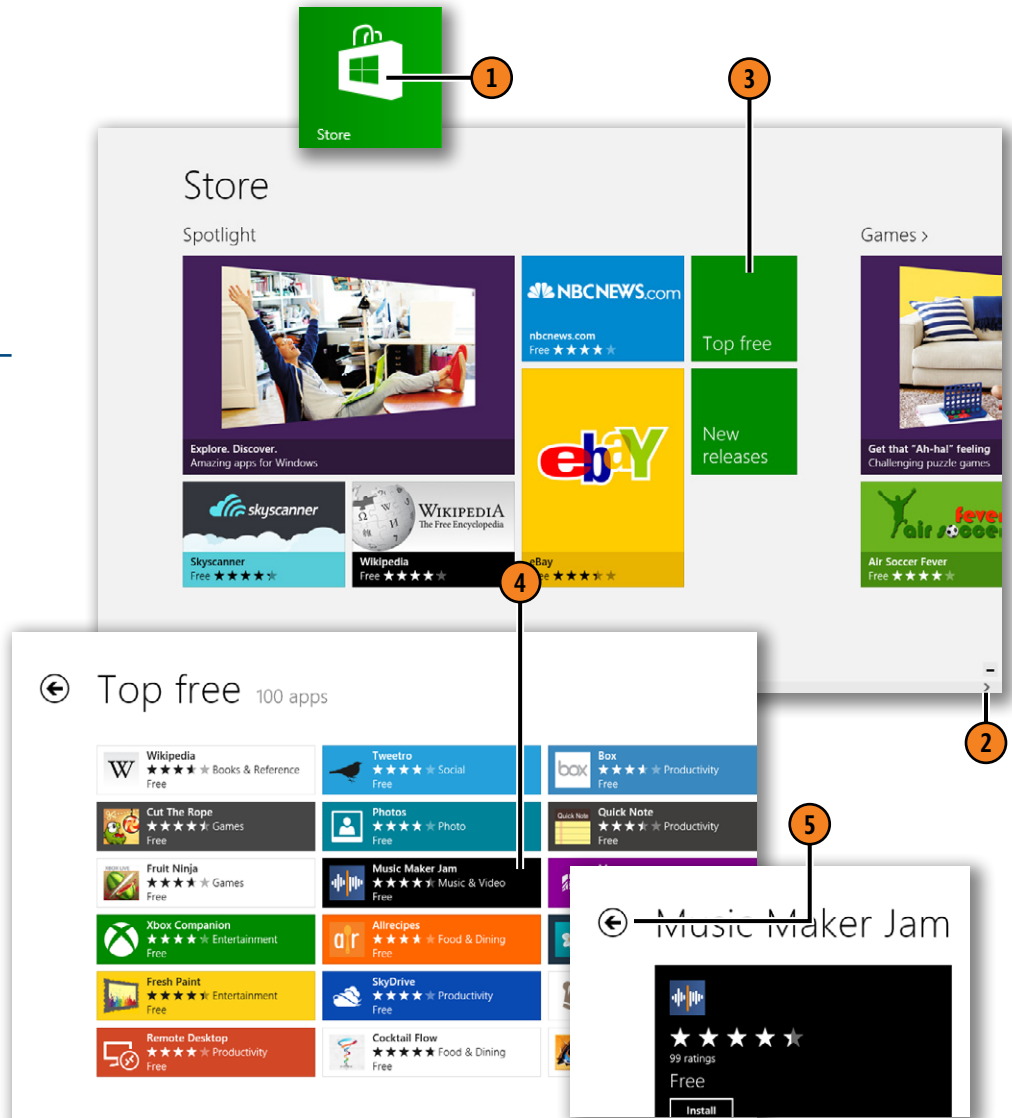 Store
1
3
Store
Spotlight
Games >
NBCNEWS.com
nbcnews.com
Free
Top free
ebaY
New
releases
Explore. Discover.
Amazing apps for Windows
Get that "Ah-ha!" feeling
Challenging puzzle games
skyscanner
WIKIPEDIA
The Free Encyclopedia
fever
air soccer
Skyscanner
Free
Wikipedia
Free
eBay
Air Soccer Fever
Free
4
2
Top free 100 apps
W
Wikipedia
Books & Reference
Free
Tweetro
Social
Free
box
Box
Productivity
Free
Cut The Rope
Games
Free
Photos
Photo
Free
Quick Note
Quick Note
Productivity
Free
5
XBOX LIVE
Fruit Ninja
Games
Free
Music Maker Jam
Music & Video
Free
Xbox Companion
Entertainment
Free
a|r
Allrecipes
Food & Dining
Free
Fresh Paint
Entertainment
Free
SkyDrive
Productivity
Free
Remote Desktop
Productivity
Free
Cocktail Flow
Food & Dining
Free
Music Maker Jam
99 ratings
Free
Install